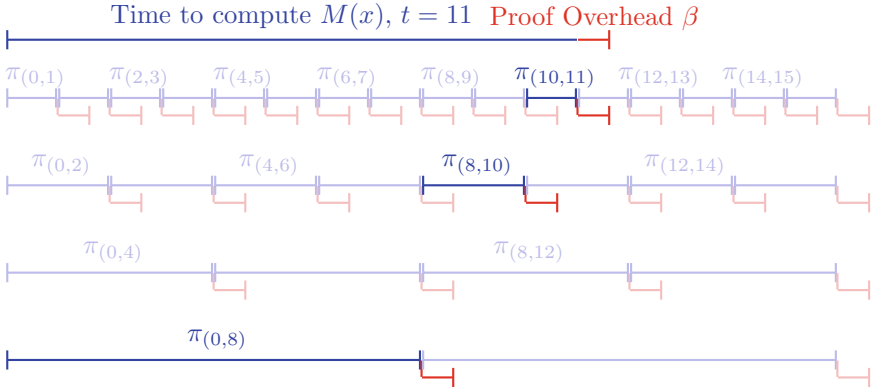 Time to compute M(x), t = 11 Proof Overhead β
π(0,1) π(2,3) π(4,5) π(6,7) π(8,9) π(10,11) π(12,13) π(14,15)
π(0,2) π(4,6) π(8,10) π(12,14)
π(0,4) π(8,12)
π(0,8)